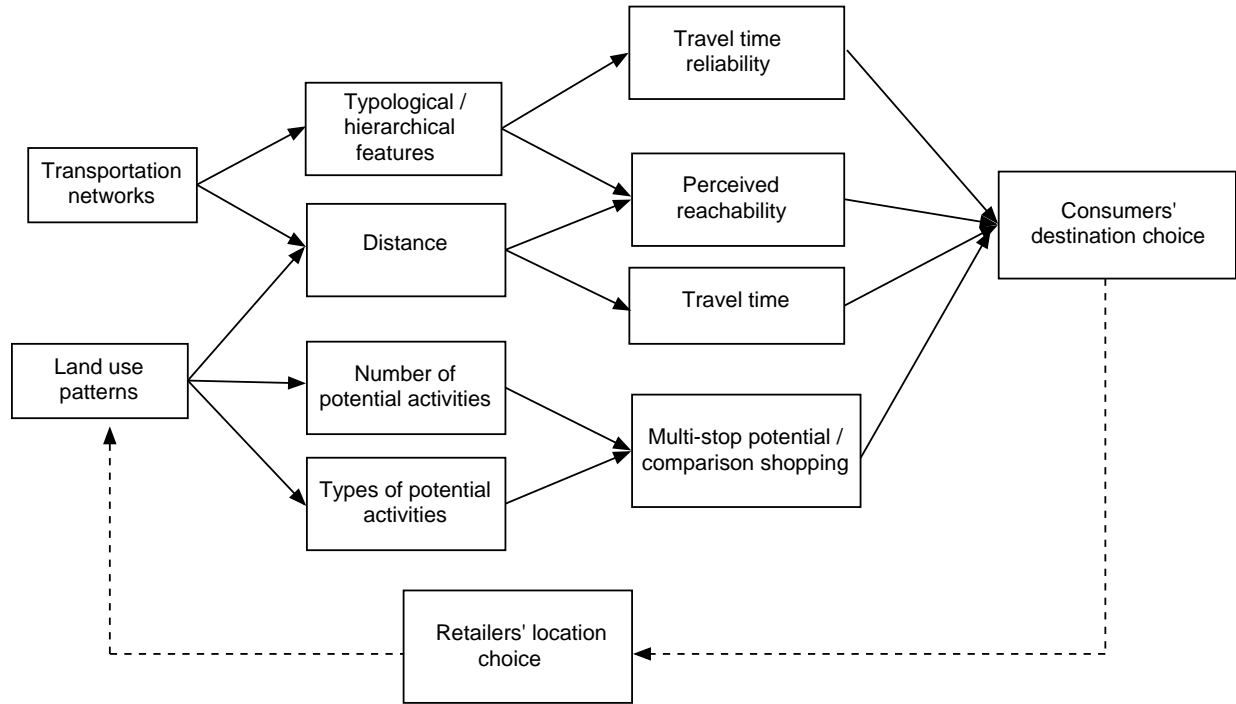 Travel time
reliability
Typological /
hierarchical
features
Transportation
networks
Perceived
reachability
Consumers'
destination choice
Distance
Travel time
Land use
patterns
Number of
potential activities
Multi-stop potential /
comparison shopping
Types of potential
activities
Retailers' location
choice